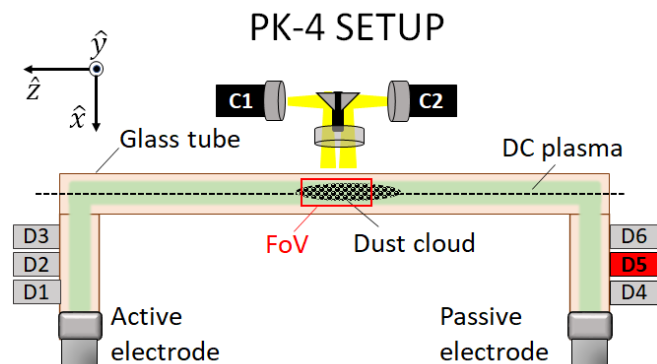 PK-4 SETUP
ŷ
ẑ
x̂
C1
C2
Glass tube
DC plasma
D3
D6
FoV
Dust cloud
D2
D5
D1
D4
Active
electrode
Passive
electrode